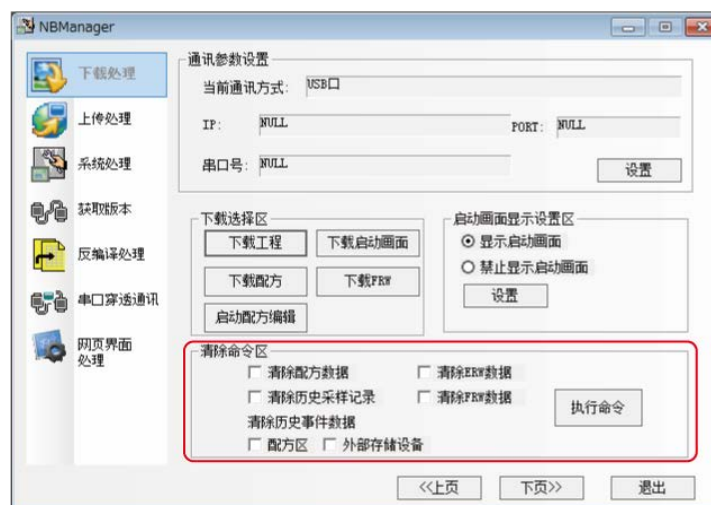 NBManager
下载处理
上传处理
系统处理
获取版本
反编译处理
串口穿透通讯
网页界面
处理
通讯参数设置
当前通讯方式: USB口
IP: NULL PORT: NULL
串口号: NULL 设置
下载选择区
下载工程 下载启动画面
下载配方 下载FRW
启动配方编辑
启动画面显示设置区
显示启动画面
禁止显示启动画面
设置
清除命令区
清除配方数据 清除ERW数据
清除历史采样记录 清除FRW数据
清除历史事件数据
配方区 外部存储设备
执行命令
<<上页 下页>> 退出